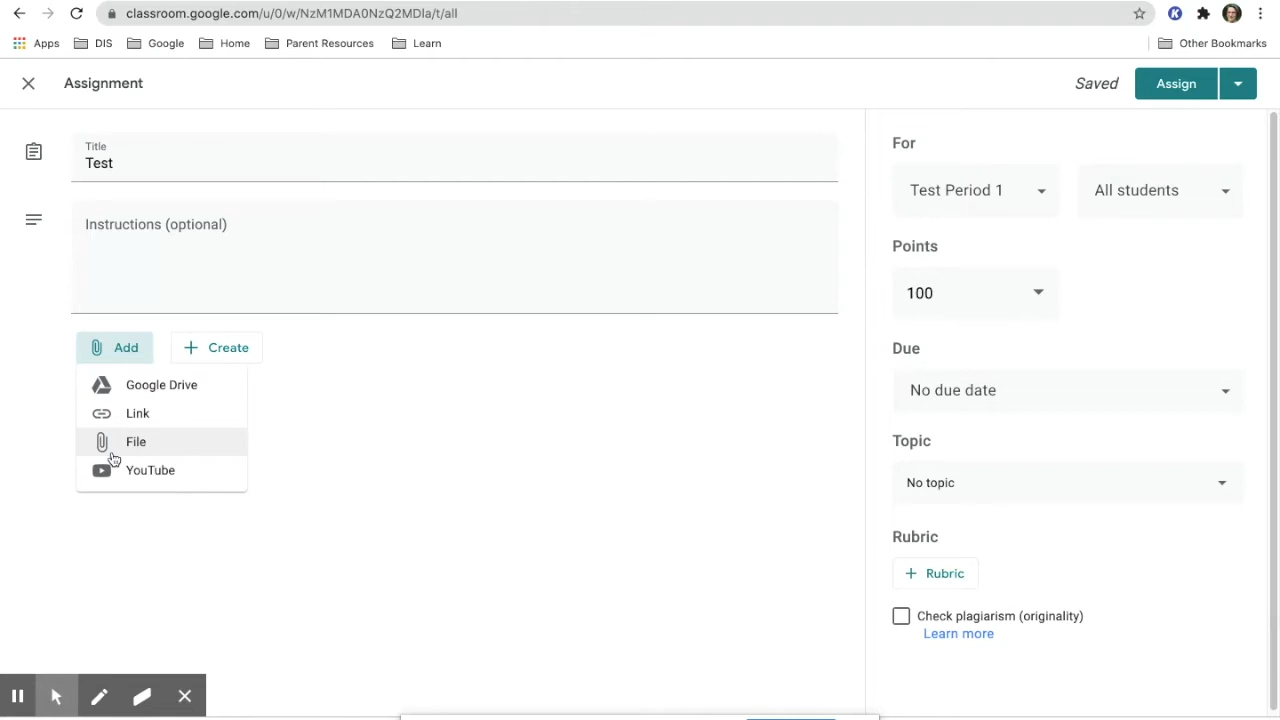 classroom.google.com/u/0/w/NzM1MDA0NzQ2MDla/t/all
K
Apps DIS Google Home Parent Resources Learn Other Bookmarks
Assignment Saved Assign
Title
Test
Instructions (optional)
Add Create
Google Drive
Link
File
YouTube
For
Test Period 1 All students
Points
100
Due
No due date
Topic
No topic
Rubric
Rubric
Check plagiarism (originality)
Learn more